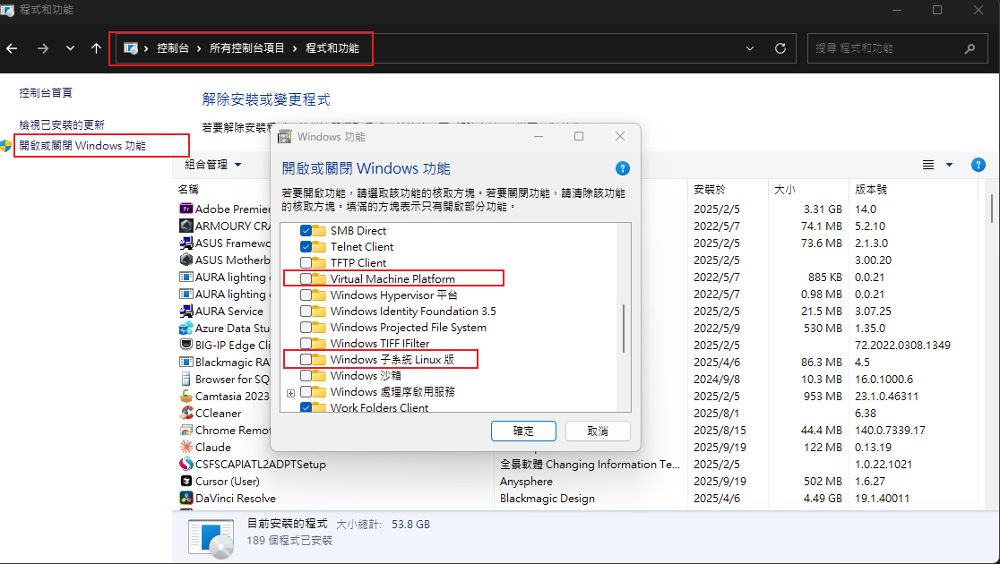 程式和功能
控制台 › 所有控制台項目 › 程式和功能
搜尋 程式和功能
控制台首頁
檢視已安裝的更新
開啟或關閉 Windows 功能
解除安裝或變更程式
若要解除安裝程
組合管理
名稱
安裝於
大小
版本號
Adobe Premier
2025/2/5
3.31 GB
14.0
ARMOURY CRA
2022/5/7
74.1 MB
5.2.10
ASUS Framewo
2025/2/5
73.6 MB
2.1.3.0
ASUS Motherb
2025/2/5
3.00.20
AURA lighting
2022/5/7
885 KB
0.0.21
AURA lighting
2022/5/7
0.98 MB
0.0.21
AURA Service
2025/2/5
21.5 MB
3.07.25
Azure Data Stu
2022/5/9
530 MB
1.35.0
BIG-IP Edge Cli
2025/2/5
72.2022.0308.1349
Blackmagic RA
2025/4/6
86.3 MB
4.5
Browser for SQ
2024/9/8
10.3 MB
16.0.1000.6
Camtasia 2023
2025/2/5
953 MB
23.1.0.46311
CCleaner
2025/8/1
6.38
Chrome Remot
2025/8/15
44.4 MB
140.0.7339.17
Claude
2025/9/19
122 MB
0.13.19
CSFSCAPIATL2ADPTSetup
全景軟體 Changing Information Te...
2025/2/5
1.0.22.1021
Cursor (User)
Anysphere
2025/9/19
502 MB
1.6.27
DaVinci Resolve
Blackmagic Design
2025/4/6
4.49 GB
19.1.40011
目前安裝的程式 大小總計: 53.8 GB
189 個程式已安裝
Windows 功能
開啟或關閉 Windows 功能
若要開啟功能，請選取該功能的核取方塊。若要關閉功能，請清除該功能
的核取方塊。填滿的方塊表示只有開啟部分功能。
SMB Direct
Telnet Client
TFTP Client
Virtual Machine Platform
Windows Hypervisor 平台
Windows Identity Foundation 3.5
Windows Projected File System
Windows TIFF IFilter
Windows 子系統 Linux 版
Windows 沙箱
Windows 處理序啟用服務
Work Folders Client
確定
取消